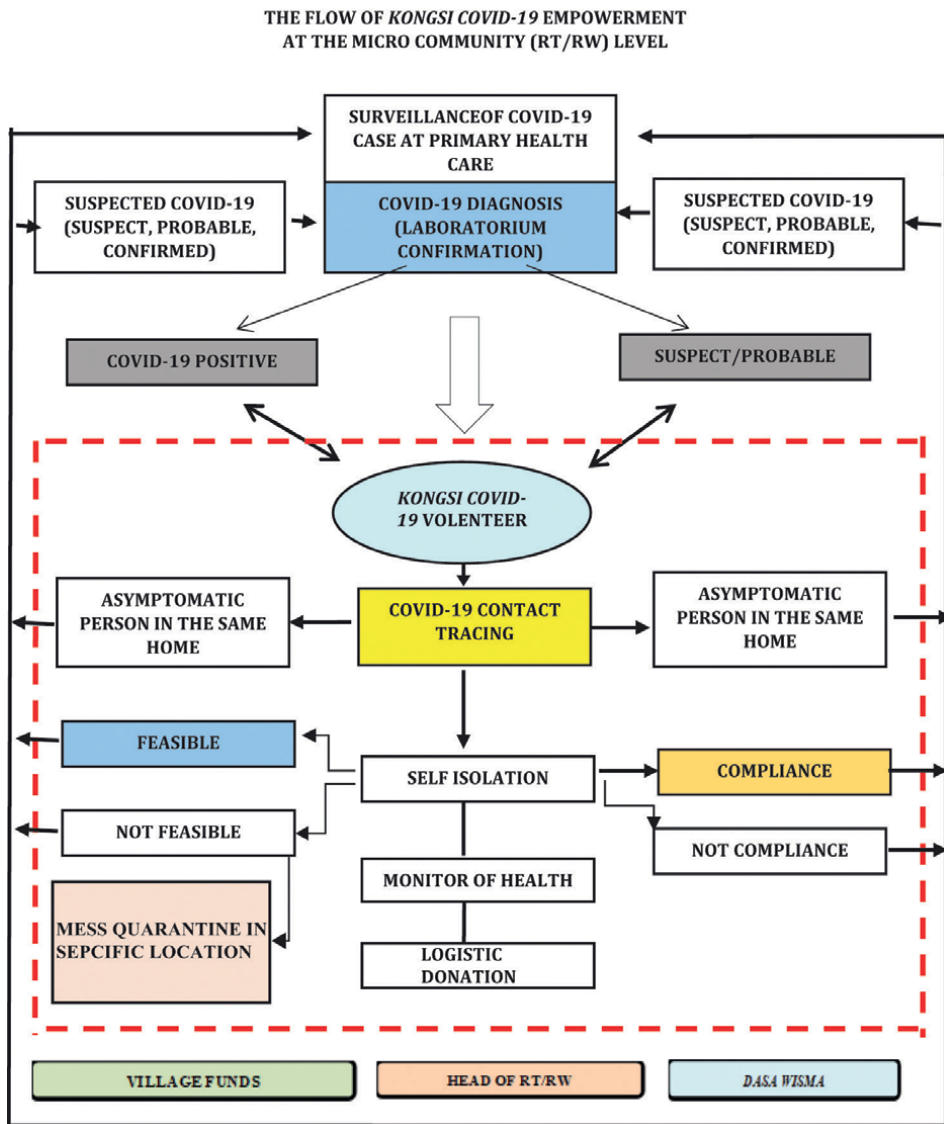 THE FLOW OF KONGSI COVID-19 EMPOWERMENT
AT THE MICRO COMMUNITY (RT/RW) LEVEL
SURVEILLANCEOF COVID-19
CASE AT PRIMARY HEALTH
CARE
SUSPECTED COVID-19
(SUSPECT, PROBABLE,
CONFIRMED)
COVID-19 DIAGNOSIS
(LABORATORIUM
CONFIRMATION)
SUSPECTED COVID-19
(SUSPECT, PROBABLE,
CONFIRMED)
COVID-19 POSITIVE
SUSPECT/PROBABLE
KONGSI COVID-
19 VOLENTEER
ASYMPTOMATIC
PERSON IN THE SAME
HOME
COVID-19 CONTACT
TRACING
ASYMPTOMATIC
PERSON IN THE SAME
HOME
FEASIBLE
SELF ISOLATION
COMPLIANCE
NOT FEASIBLE
NOT COMPLIANCE
MONITOR OF HEALTH
MESS QUARANTINE IN
SEPCIFIC LOCATION
LOGISTIC
DONATION
VILLAGE FUNDS
HEAD OF RT/RW
DASA WISMA